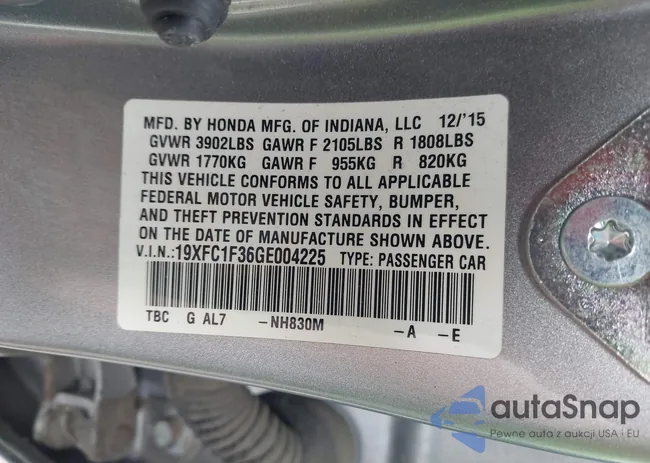 MFD. BY HONDA MFG. OF INDIANA, LLC 12/'15
GVWR 3902LBS GAWR F 2105LBS R 1808LBS
GVWR 1770KG GAWR F 955KG R 820KG
THIS VEHICLE CONFORMS TO ALL APPLICABLE
FEDERAL MOTOR VEHICLE SAFETY, BUMPER,
AND THEFT PREVENTION STANDARDS IN EFFECT
ON THE DATE OF MANUFACTURE SHOWN ABOVE.
V.I.N.:19XFC1F36GE004225 TYPE: PASSENGER CAR
TBC G AL7 -NH830M -A -E
autaSnap
Pewne auta z aukcji USA i EU